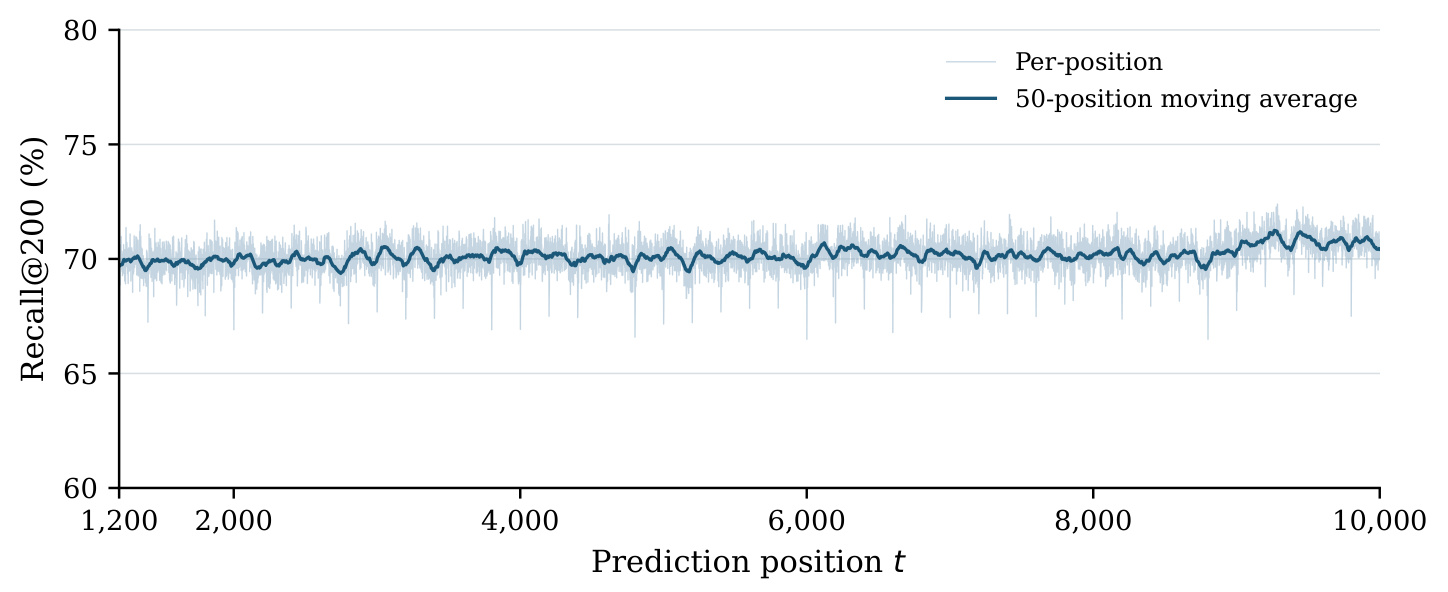 80
75
70
65
60
Recall@200 (%)
Per-position
50-position moving average
1,200 2,000 4,000 6,000 8,000 10,000
Prediction position t